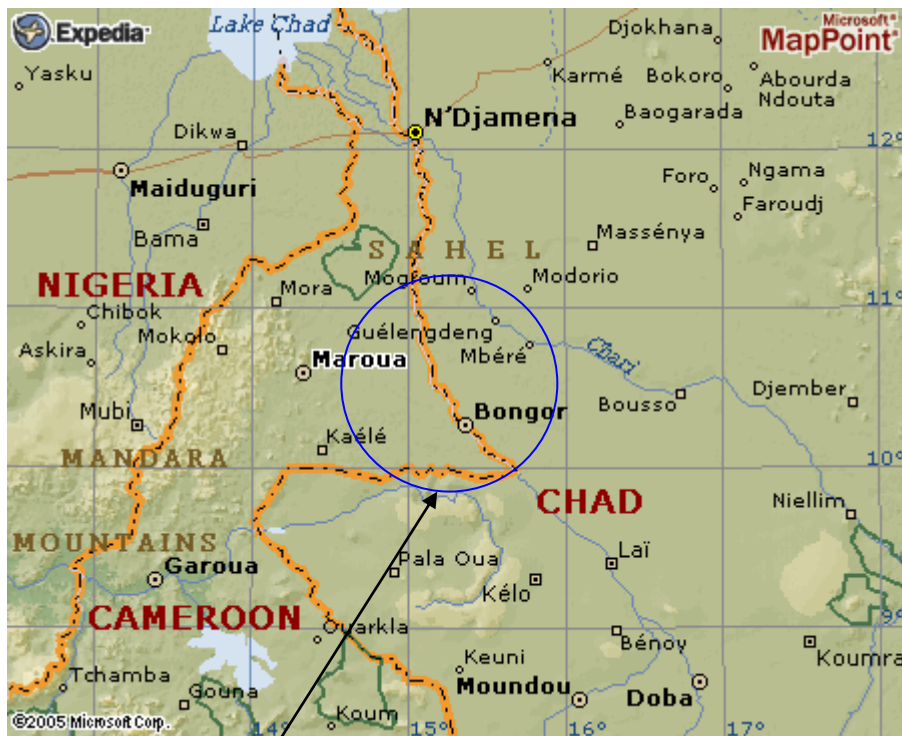 Expedia
Lake Chad
Microsoft
MapPoint
Djokhana
Yasku
Karmé
Bokoro
Abourda
Ndouta
Baogarada
N'Djamena
Dikwa
12°
Maiduguri
Foro
Ngama
Faroudj
Bama
Massénya
SAHEL
NIGERIA
Mogroum
Modorio
Mora
11°
Chibok
Guélengdeng
Mokolo
Askira
Mbéré
Chari
Maroua
Djember
Mubi
Bongor
Bousso
Kaélé
MANDARA
10°
CHAD
Niellim
MOUNTAINS
Garoua
Pala Oua
Laï
Kélo
CAMEROON
9°
Ouarkla
Bénoy
Keuni
Koumra
Tchamba
Moundou
Doba
Gouna
Koum
©2005 Microsoft Corp.
14°
15°
16°
17°